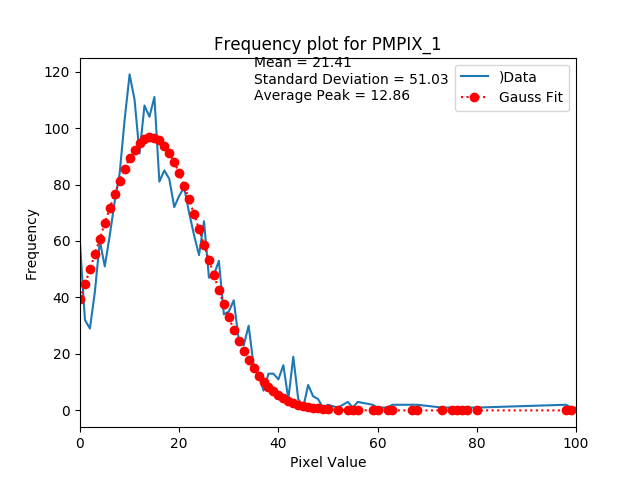 Frequency plot for PMPIX_1
Mean = 21.41
Standard Deviation = 51.03
Average Peak = 12.86
)Data
Gauss Fit
Frequency
120
100
80
60
40
20
0
0 20 40 60 80 100
Pixel Value